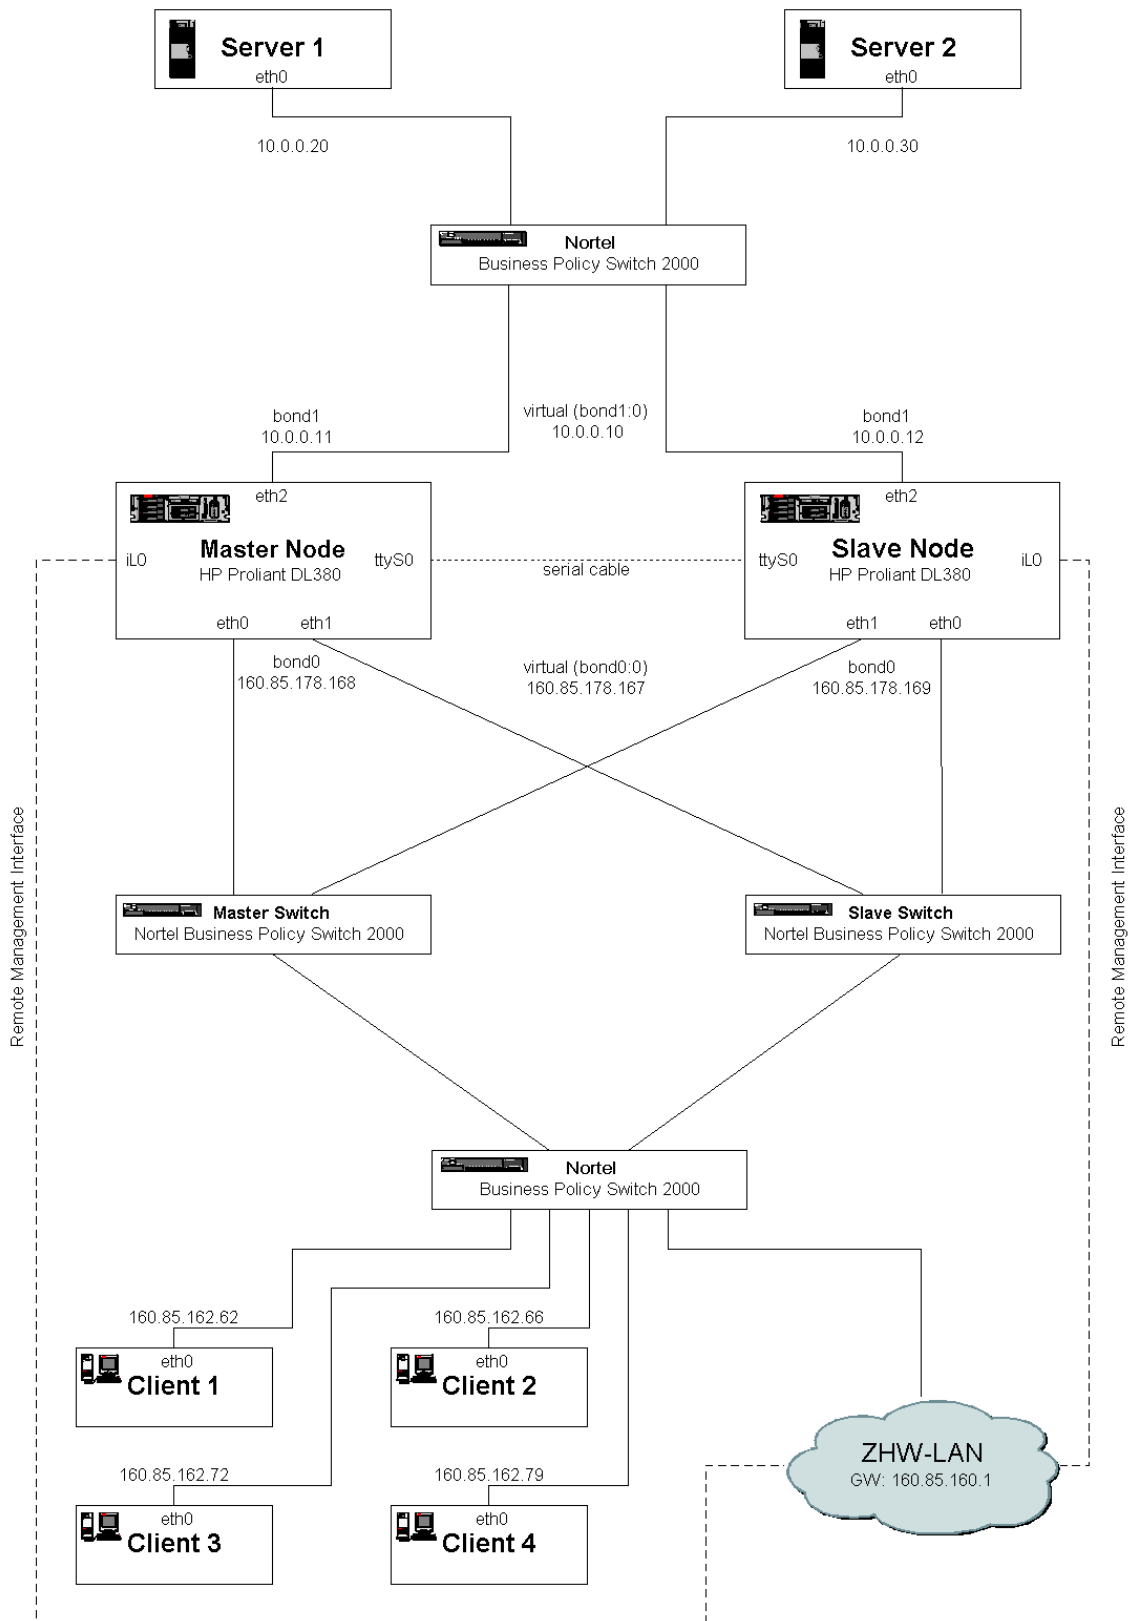 Server 1
eth0
Server 2
eth0
10.0.0.20
10.0.0.30
Nortel
Business Policy Switch 2000
bond1
10.0.0.11
virtual (bond1:0)
10.0.0.10
bond1
10.0.0.12
eth2
Master Node
HP Proliant DL380
iLO
ttyS0
eth0
eth1
serial cable
eth2
Slave Node
HP Proliant DL380
ttyS0
iLO
eth1
eth0
bond0
160.85.178.168
virtual (bond0:0)
160.85.178.167
bond0
160.85.178.169
Remote Management Interface
Remote Management Interface
Master Switch
Nortel Business Policy Switch 2000
Slave Switch
Nortel Business Policy Switch 2000
Nortel
Business Policy Switch 2000
160.85.162.62
eth0
Client 1
160.85.162.66
eth0
Client 2
160.85.162.72
eth0
Client 3
160.85.162.79
eth0
Client 4
ZHW-LAN
GW: 160.85.160.1